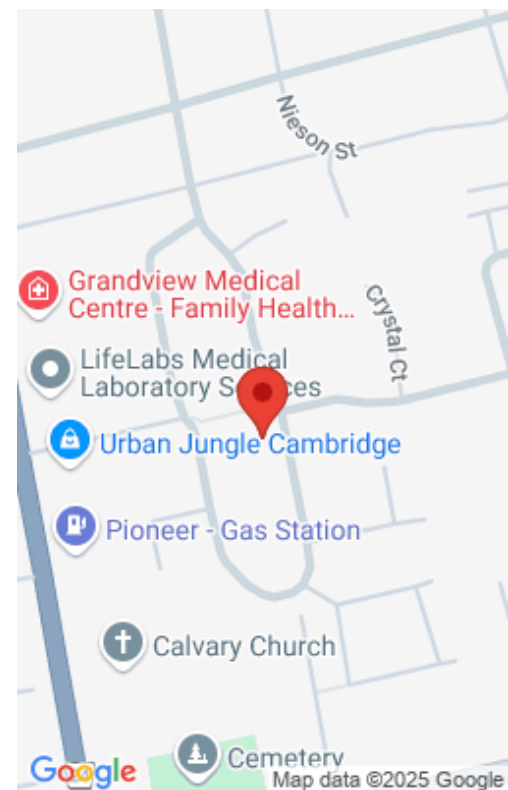 Nieson St
Grandview Medical
Centre - Family Health...
Crystal Ct
LifeLabs Medical
Laboratory
Urban Jungle Cambridge
Pioneer - Gas Station
Calvary Church
Cemetery
Google
Map data ©2025 Google